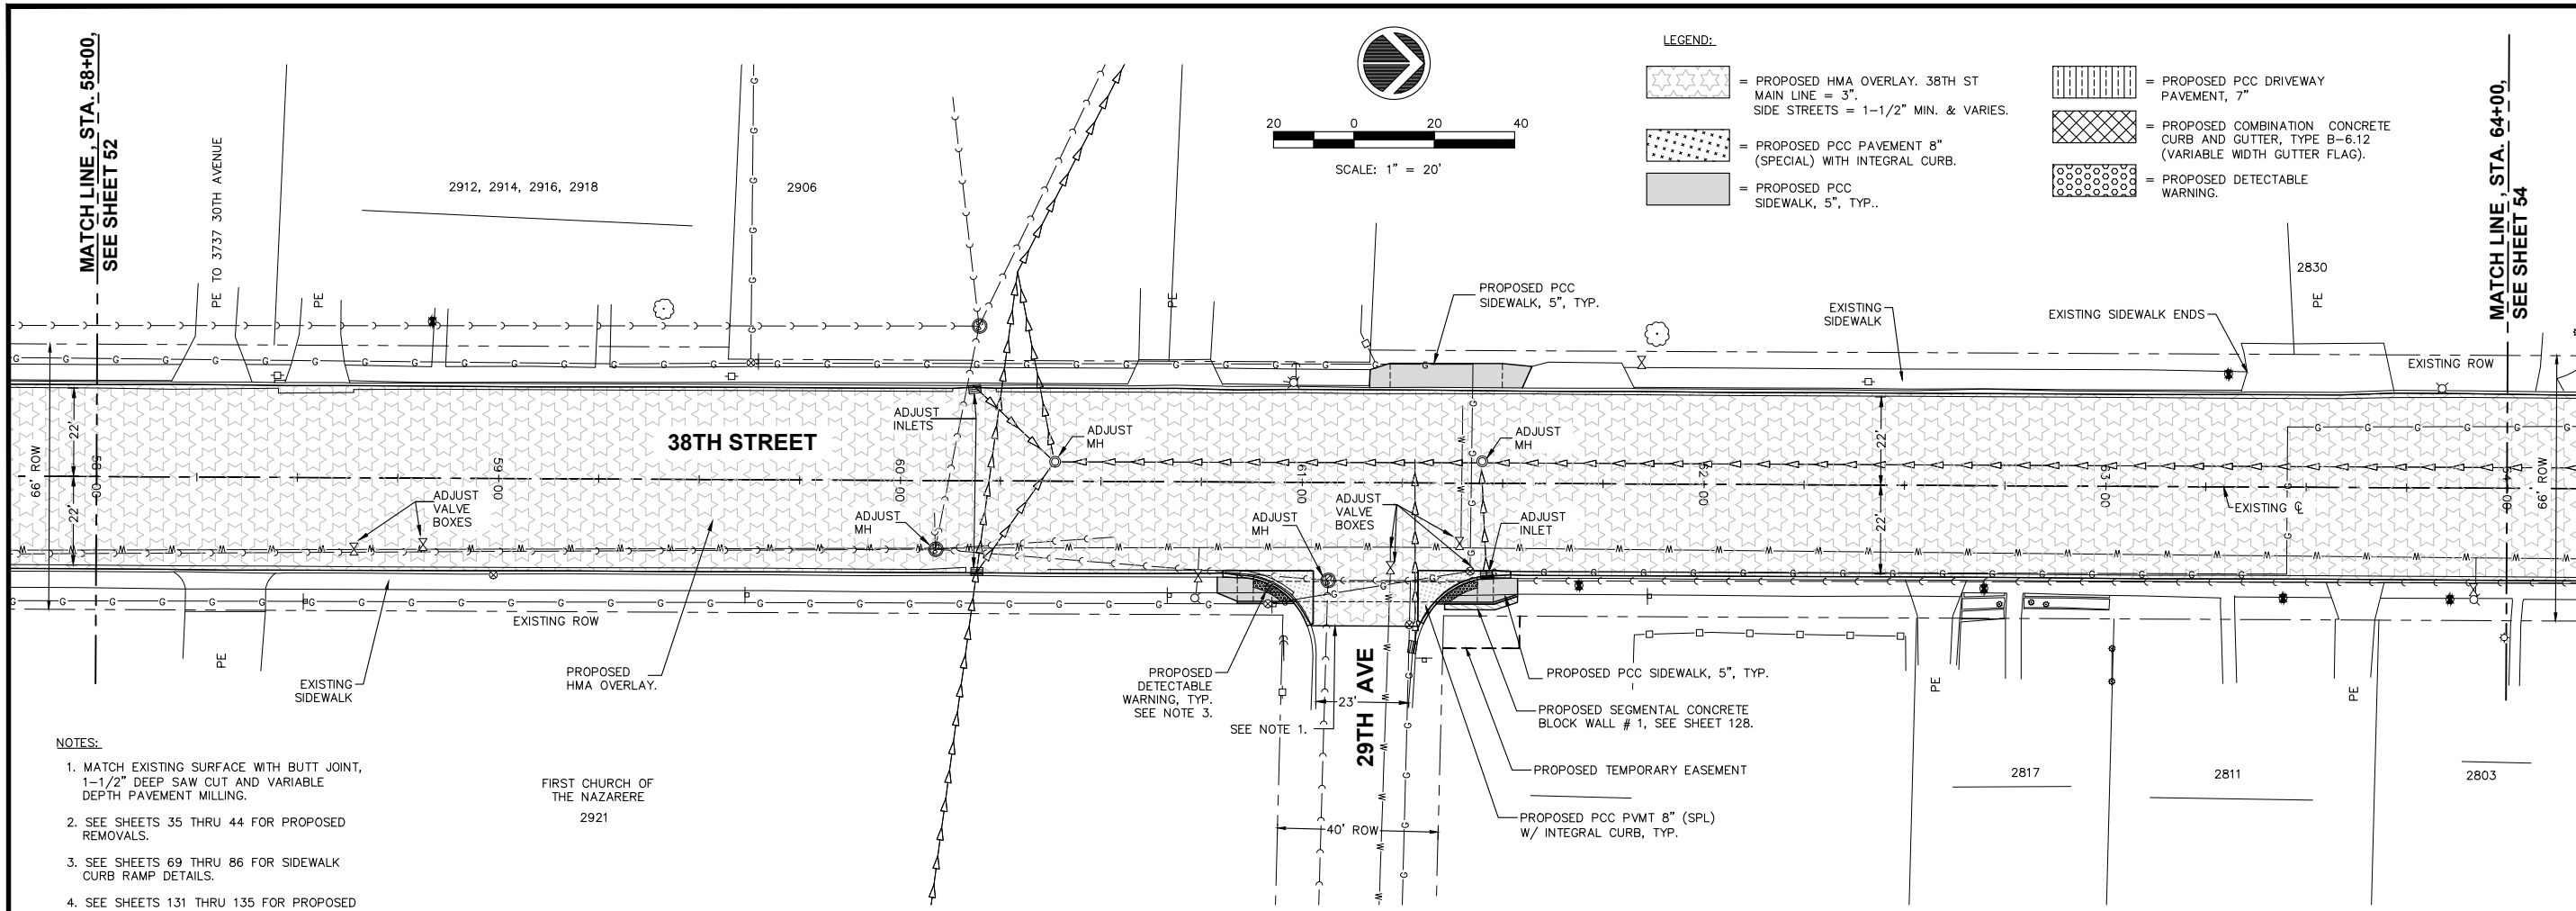 MATCH LINE, STA. 58+00,
SEE SHEET 52
PE TO 3737 30TH AVENUE
PE
2912, 2914, 2916, 2918
2906
PE
20 0 20 40
SCALE: 1" = 20'
LEGEND:
= PROPOSED HMA OVERLAY. 38TH ST
MAIN LINE = 3".
SIDE STREETS = 1-1/2" MIN. & VARIES.
= PROPOSED PCC PAVEMENT 8"
(SPECIAL) WITH INTEGRAL CURB.
= PROPOSED PCC
SIDEWALK, 5", TYP..
= PROPOSED PCC DRIVEWAY
PAVEMENT, 7"
= PROPOSED COMBINATION CONCRETE
CURB AND GUTTER, TYPE B-6.12
(VARIABLE WIDTH GUTTER FLAG).
= PROPOSED DETECTABLE
WARNING.
MATCH LINE, STA. 64+00,
SEE SHEET 54
2830
PE
PROPOSED PCC
SIDEWALK, 5", TYP.
EXISTING
SIDEWALK
EXISTING SIDEWALK ENDS
EXISTING ROW
66' ROW
22'
22'
58+00
59+00
60+00
61+00
62+00
63+00
64+00
38TH STREET
ADJUST
INLETS
ADJUST
MH
ADJUST
MH
22'
22'
66' ROW
ADJUST
VALVE
BOXES
ADJUST
MH
ADJUST
MH
ADJUST
VALVE
BOXES
ADJUST
INLET
EXISTING ℄
EXISTING ROW
PE
EXISTING
SIDEWALK
PROPOSED
HMA OVERLAY.
PROPOSED
DETECTABLE
WARNING, TYP.
SEE NOTE 3.
SEE NOTE 1.
23'
29TH AVE
40' ROW
PROPOSED PCC SIDEWALK, 5", TYP.
PROPOSED SEGMENTAL CONCRETE
BLOCK WALL # 1, SEE SHEET 128.
PROPOSED TEMPORARY EASEMENT
PROPOSED PCC PVMT 8" (SPL)
W/ INTEGRAL CURB, TYP.
PE
PE
2817
2811
2803
FIRST CHURCH OF
THE NAZARERE
2921
NOTES:
1. MATCH EXISTING SURFACE WITH BUTT JOINT,
1-1/2" DEEP SAW CUT AND VARIABLE
DEPTH PAVEMENT MILLING.
2. SEE SHEETS 35 THRU 44 FOR PROPOSED
REMOVALS.
3. SEE SHEETS 69 THRU 86 FOR SIDEWALK
CURB RAMP DETAILS.
4. SEE SHEETS 131 THRU 135 FOR PROPOSED